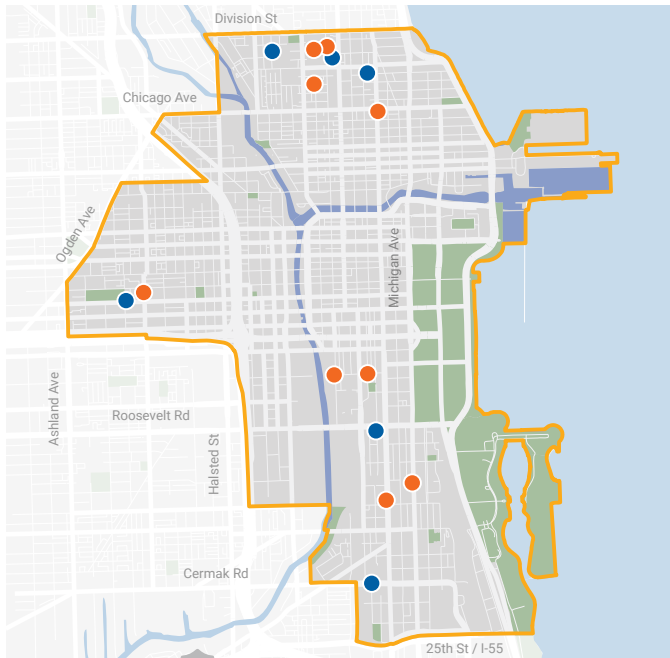 Division St
Chicago Ave
Ogden Ave
Michigan Ave
Ashland Ave
Roosevelt Rd
Halsted St
Cermak Rd
25th St / I-55